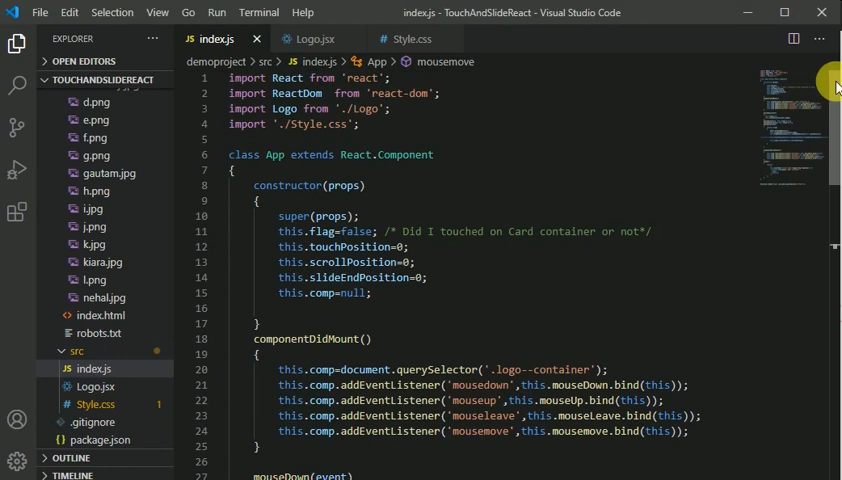 File Edit Selection View Go Run Terminal Help index.js - TouchAndSlideReact - Visual Studio Code
EXPLORER ···
OPEN EDITORS
TOUCHANDSLIDEREACT
d.png
e.png
f.png
g.png
gautam.jpg
h.png
i.jpg
j.png
k.jpg
kiara.jpg
l.png
nehal.jpg
<> index.html
robots.txt
src
JS index.js
Logo.jsx
# Style.css 1
.gitignore
{} package.json
OUTLINE
TIMELINE
JS index.js Logo.jsx # Style.css
demoproject > src > JS index.js > App > mousemove
1 import React from 'react';
2 import ReactDom from 'react-dom';
3 import Logo from './Logo';
4 import './Style.css';
5
6 class App extends React.Component
7 {
8 constructor(props)
9 {
10 super(props);
11 this.flag=false; /* Did I touched on Card container or not*/
12 this.touchPosition=0;
13 this.scrollPosition=0;
14 this.slideEndPosition=0;
15 this.comp=null;
16
17 }
18 componentDidMount()
19 {
20 this.comp=document.querySelector('.logo--container');
21 this.comp.addEventListener('mousedown',this.mouseDown.bind(this));
22 this.comp.addEventListener('mouseup',this.mouseUp.bind(this));
23 this.comp.addEventListener('mouseleave',this.mouseLeave.bind(this));
24 this.comp.addEventListener('mousemove',this.mousemove.bind(this));
25 }
26
27 mouseDown(event)